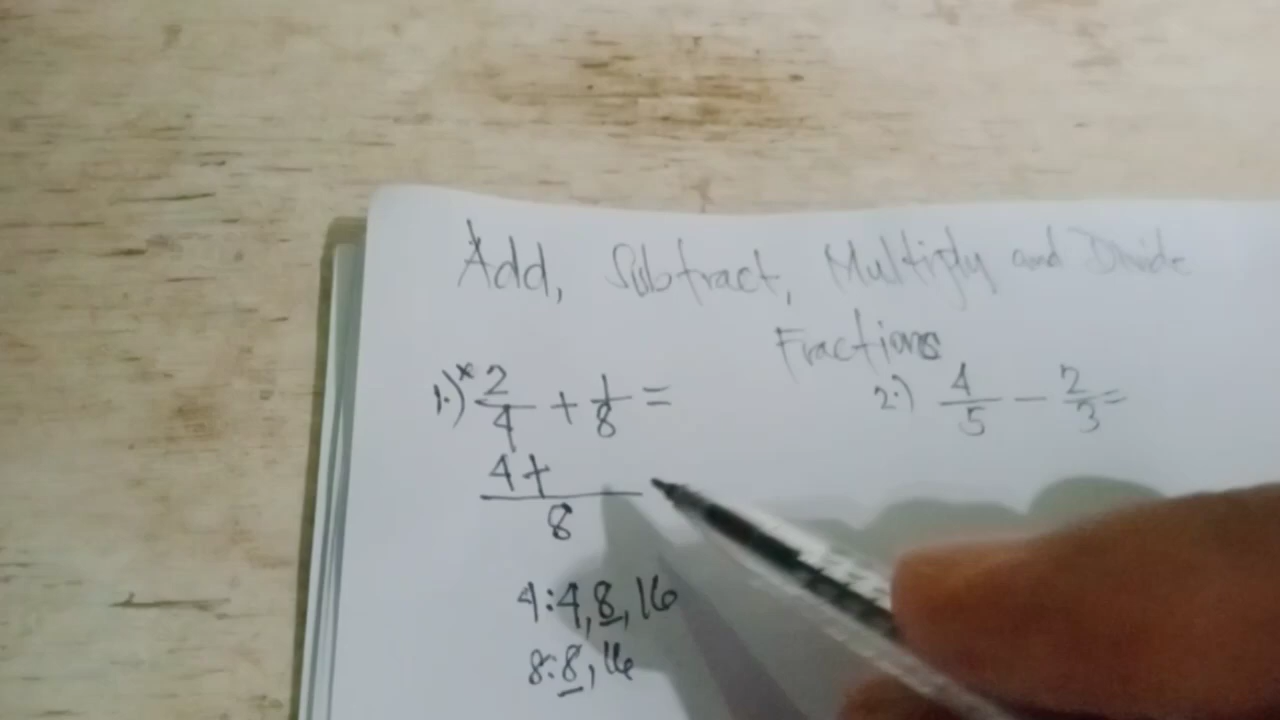 Add, Subtract, Multiply and Divide
Fractions
1.) * 2/4 + 1/8 =
2.) 4/5 - 2/3 =
4 +
8
4:4, 8, 16
8:8, 16